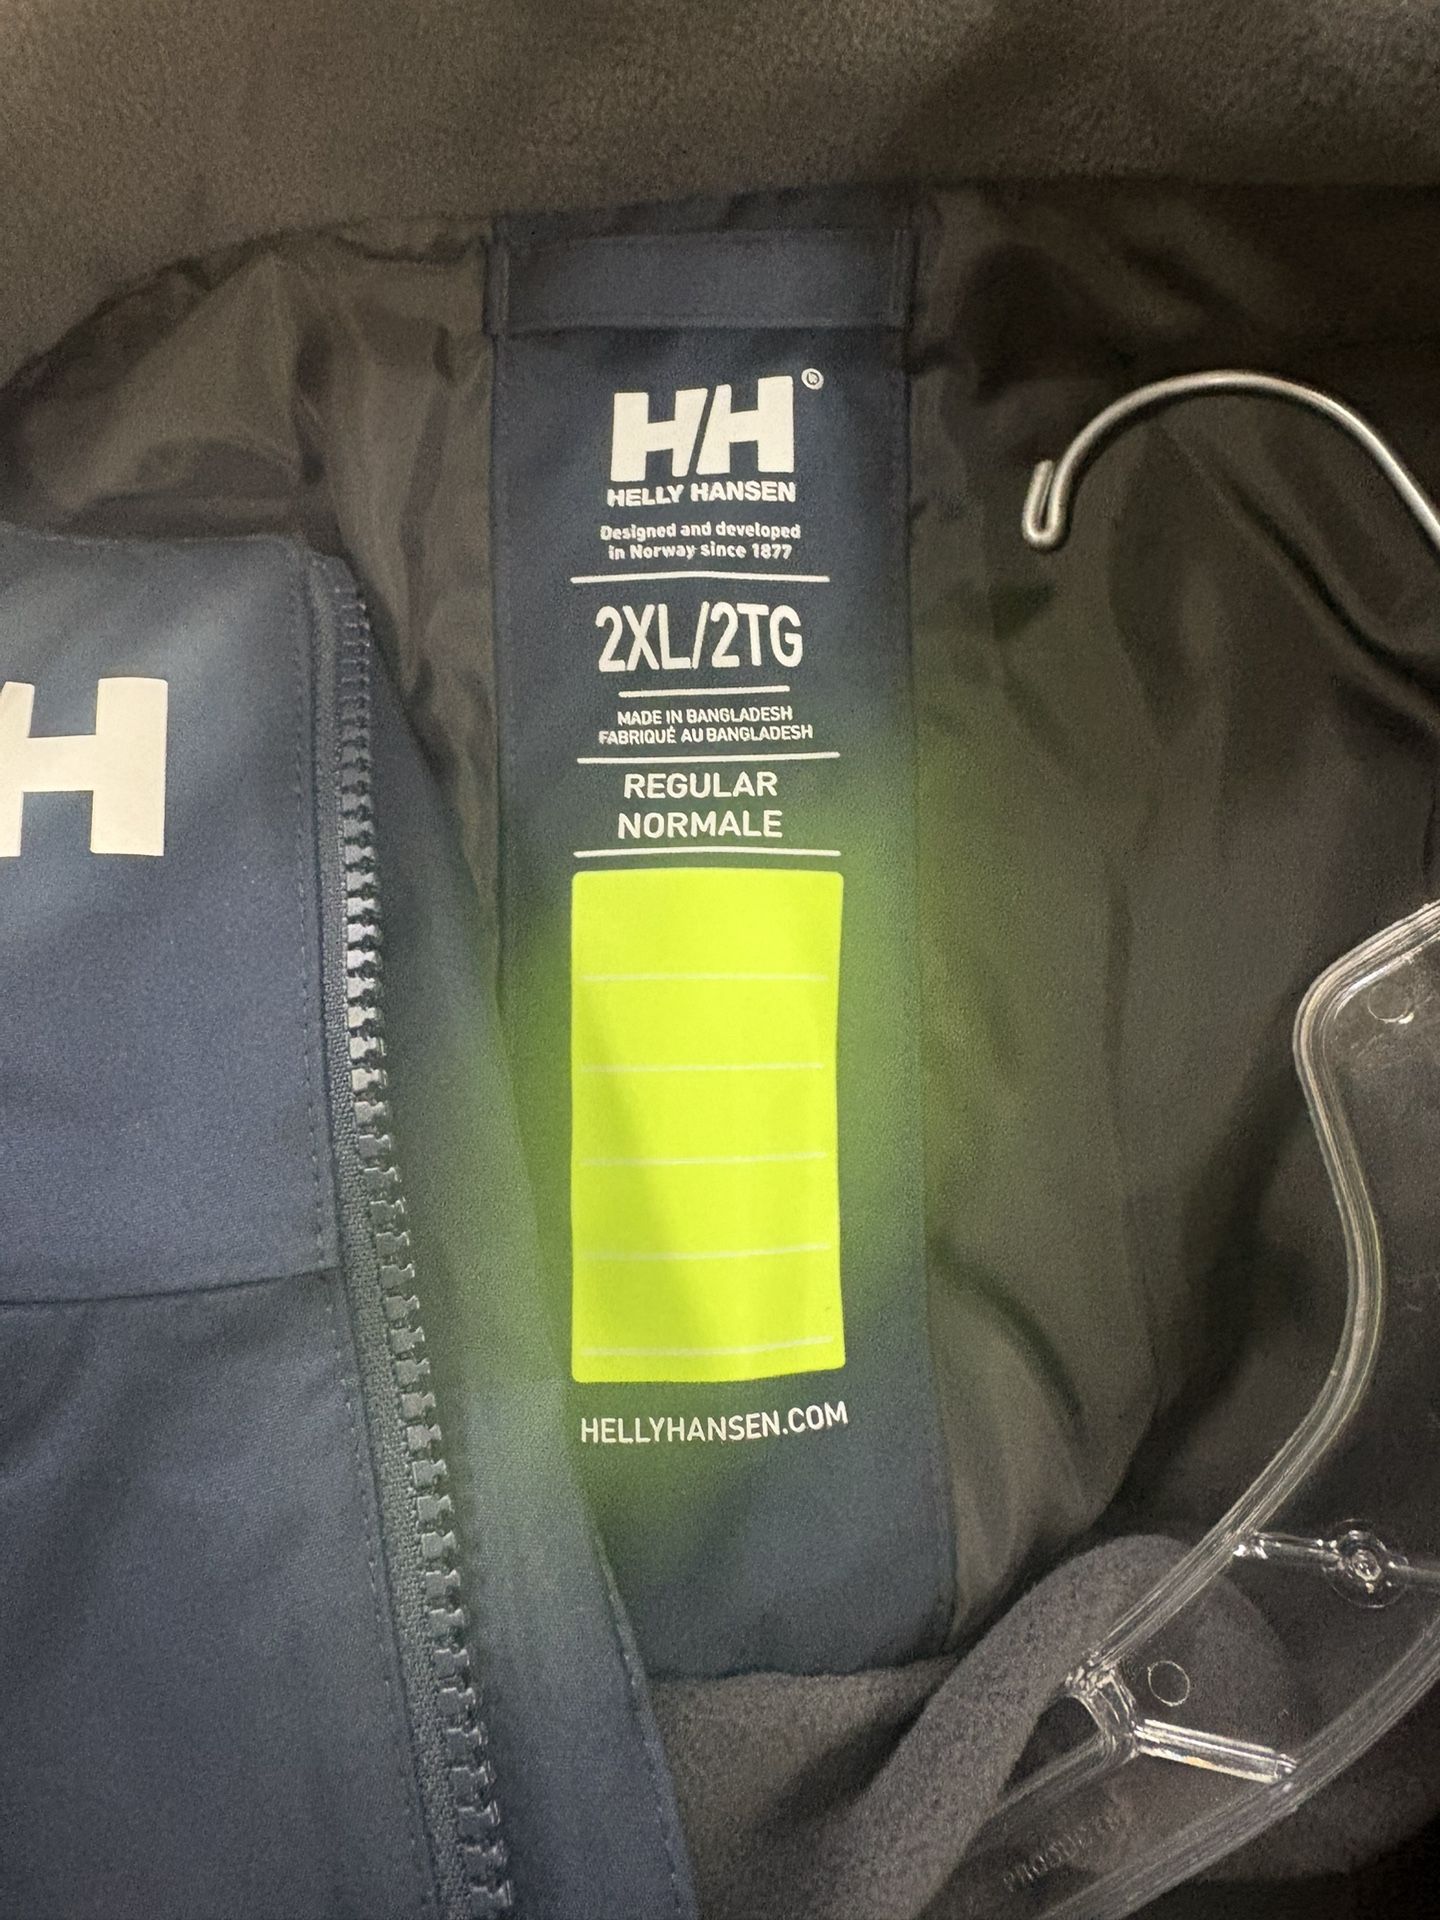 HH®
HELLY HANSEN
Designed and developed
in Norway since 1877
2XL/2TG
MADE IN BANGLADESH
FABRIQUÉ AU BANGLADESH
REGULAR
NORMALE
HELLYHANSEN.COM
H